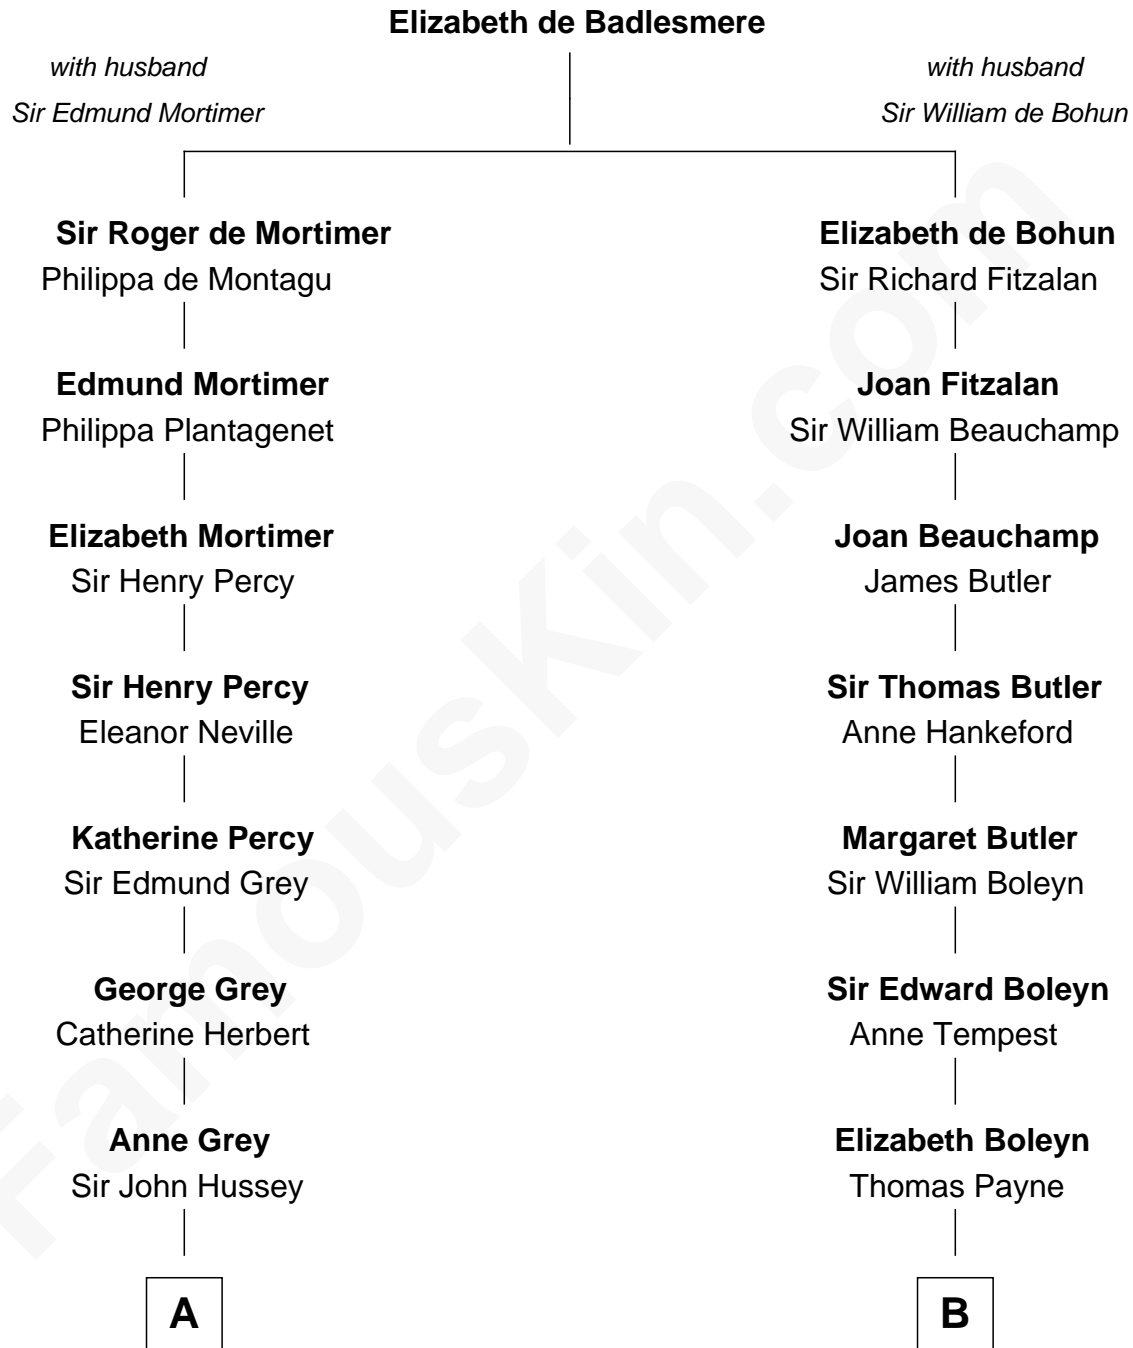 Elizabeth de Badlesmere
with husband
Sir Edmund Mortimer
with husband
Sir William de Bohun
Sir Roger de Mortimer
Philippa de Montagu
Elizabeth de Bohun
Sir Richard Fitzalan
Edmund Mortimer
Philippa Plantagenet
Joan Fitzalan
Sir William Beauchamp
Elizabeth Mortimer
Sir Henry Percy
Joan Beauchamp
James Butler
Sir Henry Percy
Eleanor Neville
Sir Thomas Butler
Anne Hankeford
Katherine Percy
Sir Edmund Grey
Margaret Butler
Sir William Boleyn
George Grey
Catherine Herbert
Sir Edward Boleyn
Anne Tempest
Anne Grey
Sir John Hussey
Elizabeth Boleyn
Thomas Payne
A
B
FamousKin.com